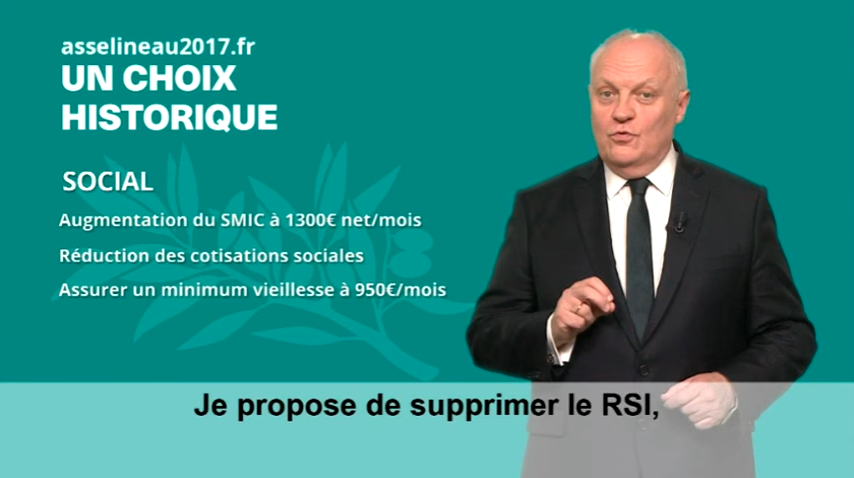 asselineau2017.fr
UN CHOIX
HISTORIQUE
SOCIAL
Augmentation du SMIC à 1300€ net/mois
Réduction des cotisations sociales
Assurer un minimum vieillesse à 950€/mois
Je propose de supprimer le RSI,